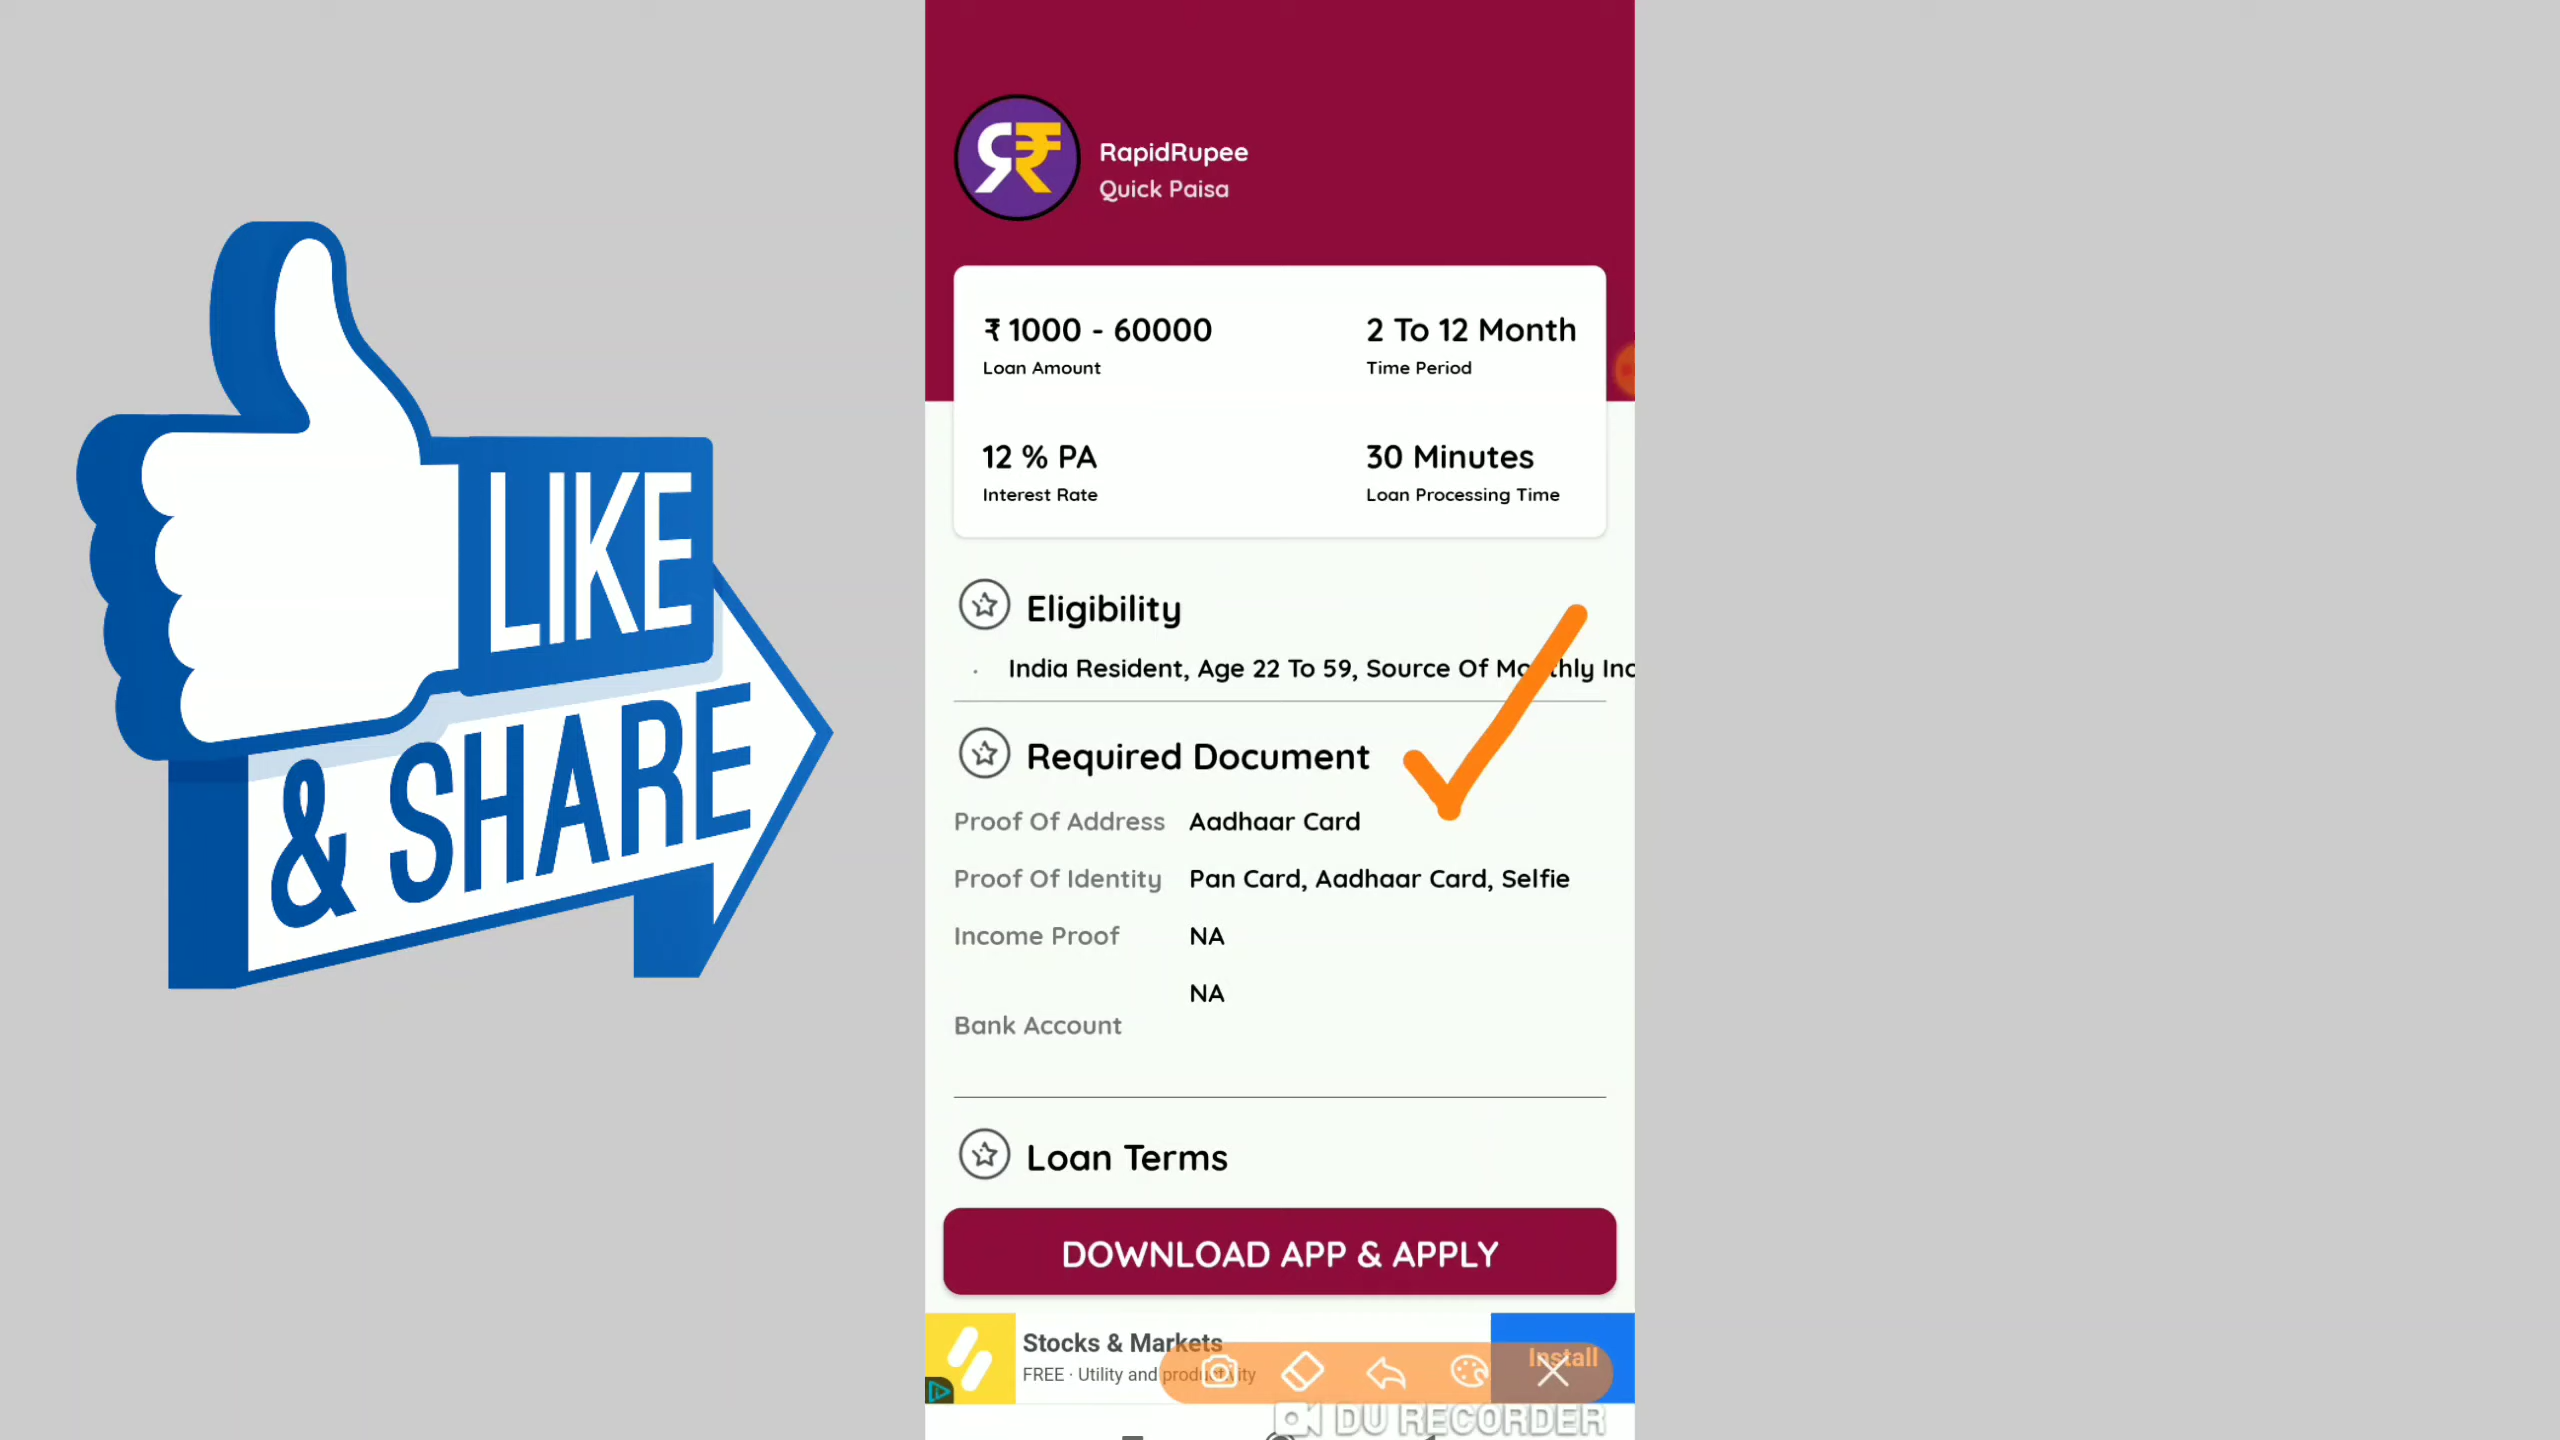 LIKE
& SHARE
RapidRupee
Quick Paisa
₹ 1000 - 60000
Loan Amount
2 To 12 Month
Time Period
12 % PA
Interest Rate
30 Minutes
Loan Processing Time
Eligibility
India Resident, Age 22 To 59, Source Of Monthly Inc
Required Document
Proof Of Address Aadhaar Card
Proof Of Identity Pan Card, Aadhaar Card, Selfie
Income Proof NA
NA
Bank Account
Loan Terms
DOWNLOAD APP & APPLY
Stocks & Markets
FREE · Utility and productivity
Install
DU RECORDER